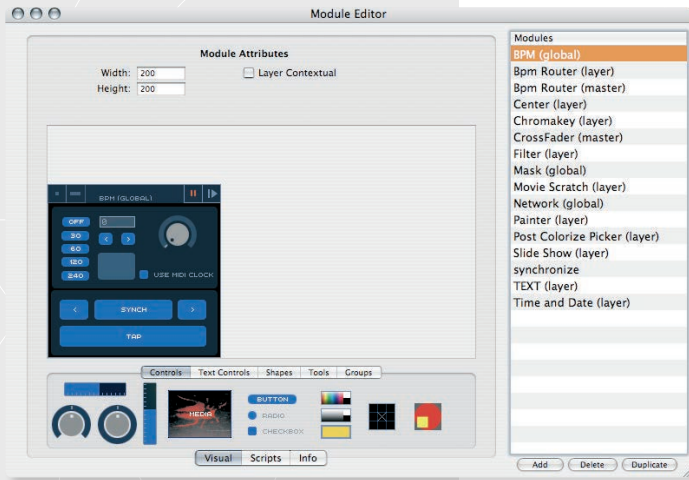 Module Editor
Module Attributes
Width: 200
Layer Contextual
Height: 200
BPM (GLOBAL)
OFF
0
30
60
120
240
USE MIDI CLOCK
SYNCH
TAP
Controls
Text Controls
Shapes
Tools
Groups
MEDIA
BUTTON
RADIO
CHECKBOX
Visual
Scripts
Info
Modules
BPM (global)
Bpm Router (layer)
Bpm Router (master)
Center (layer)
Chromakey (layer)
CrossFader (master)
Filter (layer)
Mask (global)
Movie Scratch (layer)
Network (global)
Painter (layer)
Post Colorize Picker (layer)
Slide Show (layer)
synchronize
TEXT (layer)
Time and Date (layer)
Add
Delete
Duplicate